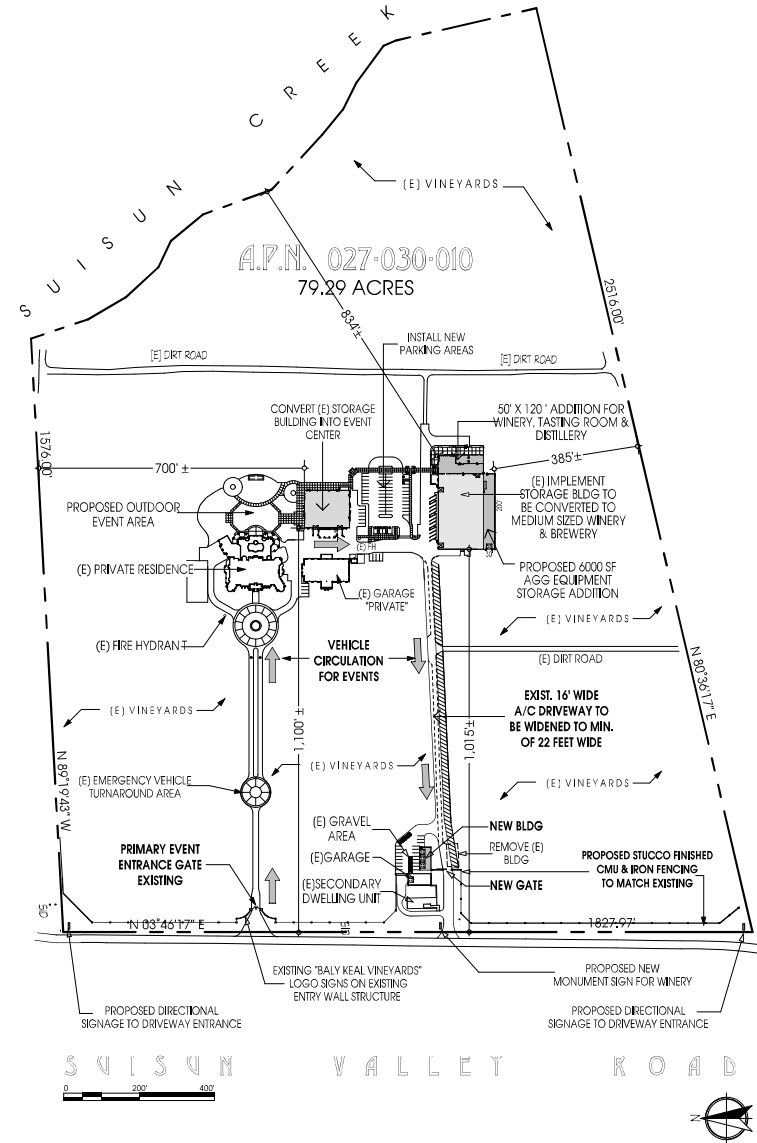 SUISUN CREEK
(E) VINEYARDS
A.P.N. 027-030-010
79.29 ACRES
2516.00'
834'±
INSTALL NEW
PARKING AREAS
[E] DIRT ROAD
[E] DIRT ROAD
CONVERT (E) STORAGE
BUILDING INTO EVENT
CENTER
50' X 120 ' ADDITION FOR
WINERY, TASTING ROOM &
DISTILLERY
1576.00'
700' ±
385'±
(E) IMPLEMENT
STORAGE BLDG TO
BE CONVERTED TO
MEDIUM SIZED WINERY
& BREWERY
200
PROPOSED OUTDOOR
EVENT AREA
(E) FH
30'
(E) PRIVATE RESIDENCE
PROPOSED 6000 SF
AGG EQUIPMENT
STORAGE ADDITION
(E) GARAGE
"PRIVATE"
(E) VINEYARDS
(E) FIRE HYDRANT
VEHICLE
CIRCULATION
FOR EVENTS
(E) DIRT ROAD
N 80°36'17" E
EXIST. 16' WIDE
A/C DRIVEWAY TO
BE WIDENED TO MIN.
OF 22 FEET WIDE
(E) VINEYARDS
1,001' ±
1,015'±
N 89°19'43" W
(E) VINEYARDS
(E) EMERGENCY VEHICLE
TURNAROUND AREA
(E) VINEYARDS
(E) GRAVEL
AREA
NEW BLDG
PRIMARY EVENT
ENTRANCE GATE
EXISTING
(E)GARAGE
REMOVE (E)
BLDG
PROPOSED STUCCO FINISHED
CMU & IRON FENCING
TO MATCH EXISTING
(E)SECONDARY
DWELLING UNIT
NEW GATE
SID
N 03°46'17" E
SID
1827.97'
EXISTING "BALY KEAL VINEYARDS"
LOGO SIGNS ON EXISTING
ENTRY WALL STRUCTURE
PROPOSED NEW
MONUMENT SIGN FOR WINERY
PROPOSED DIRECTIONAL
SIGNAGE TO DRIVEWAY ENTRANCE
PROPOSED DIRECTIONAL
SIGNAGE TO DRIVEWAY ENTRANCE
SUISUN VALLEY ROAD
0 200' 400'
N